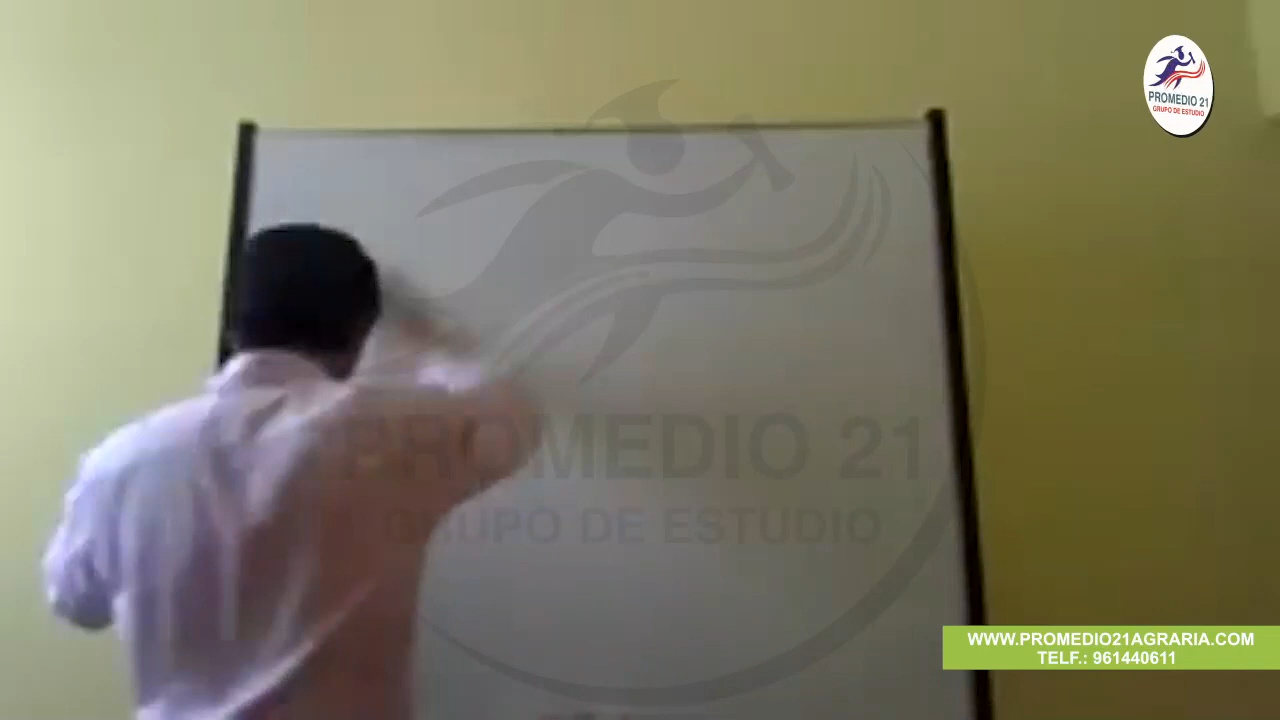 PROMEDIO 21
GRUPO DE ESTUDIO
PROMEDIO 21
GRUPO DE ESTUDIO
WWW.PROMEDIO21AGRARIA.COM
TELF.: 961440611